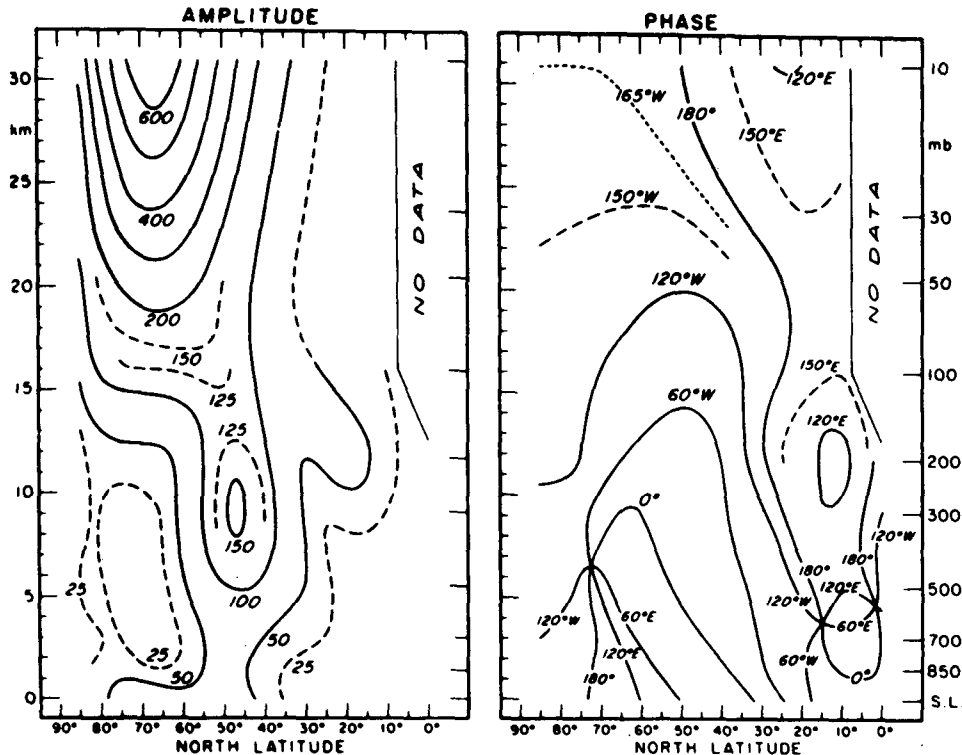 AMPLITUDE
30
km
25
20
15
10
5
0
600
400
200
150
125
125
150
100
50
50
25
25
25
NO DATA
90° 80° 70° 60° 50° 40° 30° 20° 10° 0°
NORTH LATITUDE
PHASE
165°W
180°
150°E
120°E
150°W
120°W
60°W
0°
150°E
120°E
120°W
180°
180°
120°W
120°E
60°E
60°W
0°
120°W
180°
120°E
60°E
NO DATA
10
mb
30
50
100
200
300
500
700
850
S.L.
90° 80° 70° 60° 50° 40° 30° 20° 10° 0°
NORTH LATITUDE